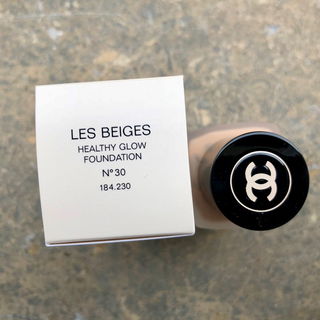 LES BEIGES
HEALTHY GLOW
FOUNDATION
N°30
184.230